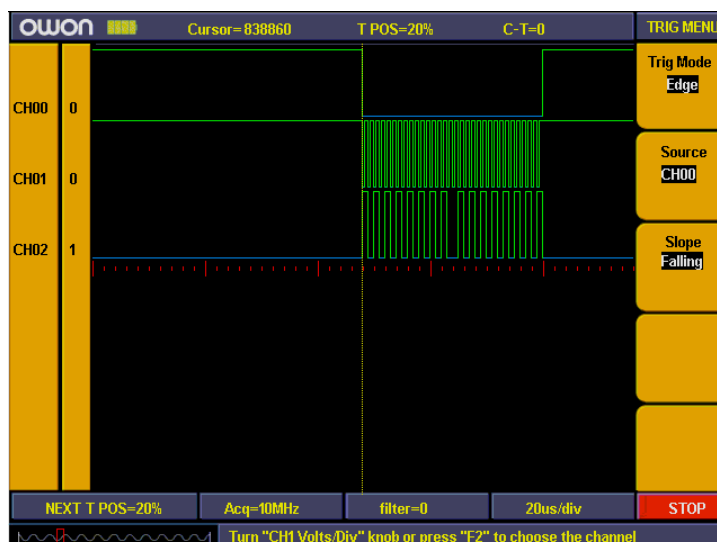 OWON Cursor=838860 T POS=20% C-T=0 TRIG MENU
Trig Mode
Edge
CH00 0
Source
CH01 0 CH00
Slope
CH02 1 Falling
NEXT T POS=20% Acq=10MHz filter=0 20us/div STOP
Turn "CH1 Volts/Div" knob or press "F2" to choose the channel